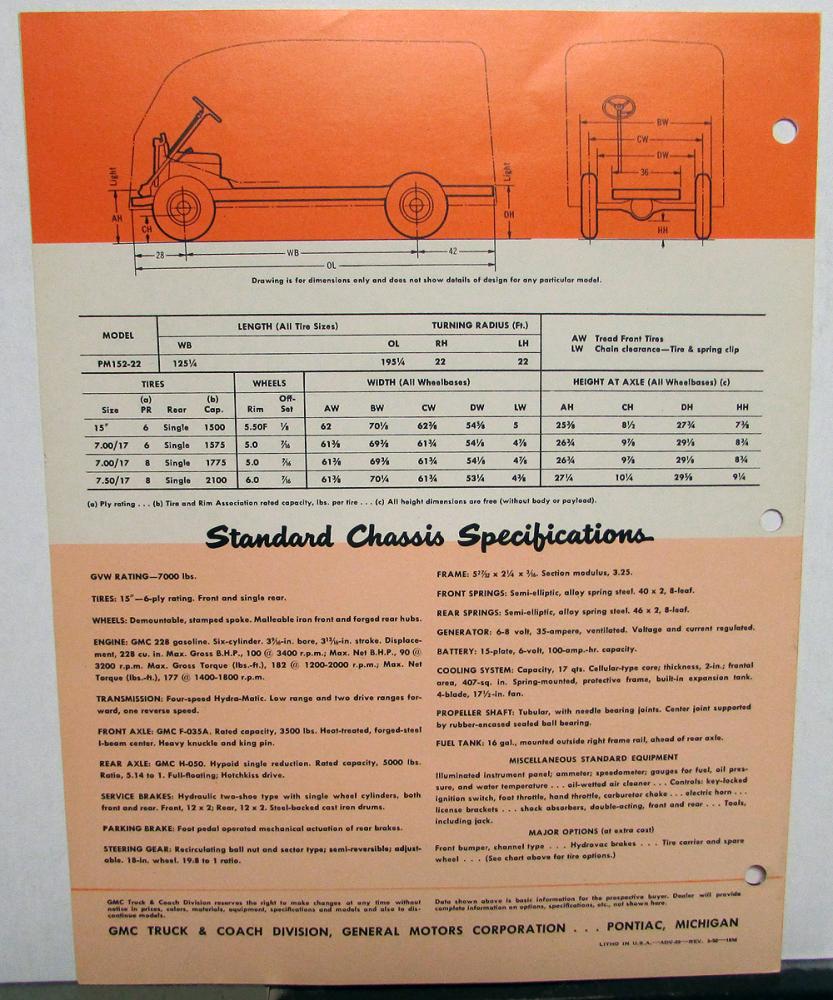 BW
CW
DW
36
Light
Light
AH
CH
DH
HH
28
WB
42
OL
Drawing is for dimensions only and does not show details of design for any particular model.
MODEL LENGTH (All Tire Sizes) TURNING RADIUS (Ft.)
WB OL RH LH
AW Tread Front Tires
LW Chain clearance—Tire & spring clip
PM152-22 125¼ 195¼ 22 22
TIRES WHEELS WIDTH (All Wheelbases) HEIGHT AT AXLE (All Wheelbases) (c)
(a) (b) Off-
Size PR Rear Cap. Rim Set AW BW CW DW LW AH CH DH HH
15" 6 Single 1500 5.50F ⅛ 62 70⅛ 62⅜ 54⅝ 5 25⅜ 8½ 27¾ 7⅜
7.00/17 6 Single 1575 5.0 7/16 61⅜ 69⅜ 61¾ 54⅛ 4⅞ 26¾ 9⅞ 29⅛ 8¾
7.00/17 8 Single 1775 5.0 7/16 61⅜ 69⅜ 61¾ 54⅛ 4⅞ 26¾ 9⅞ 29⅛ 8¾
7.50/17 8 Single 2100 6.0 7/16 61⅜ 70¼ 61¾ 53¼ 4⅜ 27¼ 10¼ 29⅝ 9¼
(a) Ply rating . . . (b) Tire and Rim Association rated capacity, lbs. per tire . . . (c) All height dimensions are free (without body or payload).
Standard Chassis Specifications
GVW RATING—7000 lbs.
TIRES: 15"—6-ply rating. Front and single rear.
WHEELS: Demountable, stamped spoke. Malleable iron front and forged rear hubs.
ENGINE: GMC 228 gasoline. Six-cylinder. 3 9/16-in. bore, 3 13/16-in. stroke. Displace-
ment, 228 cu. in. Max. Gross B.H.P., 100 @ 3400 r.p.m.; Max. Net B.H.P., 90 @
3200 r.p.m. Max. Gross Torque (lbs.-ft.), 182 @ 1200-2000 r.p.m.; Max. Net
Torque (lbs.-ft.), 177 @ 1400-1800 r.p.m.
TRANSMISSION: Four-speed Hydra-Matic. Low range and two drive ranges for-
ward, one reverse speed.
FRONT AXLE: GMC F-035A. Rated capacity, 3500 lbs. Heat-treated, forged-steel
I-beam center. Heavy knuckle and king pin.
REAR AXLE: GMC H-050. Hypoid single reduction. Rated capacity, 5000 lbs.
Ratio, 5.14 to 1. Full-floating; Hotchkiss drive.
SERVICE BRAKES: Hydraulic two-shoe type with single wheel cylinders, both
front and rear. Front, 12 x 2; Rear, 12 x 2. Steel-backed cast iron drums.
PARKING BRAKE: Foot pedal operated mechanical actuation of rear brakes.
STEERING GEAR: Recirculating ball nut and sector type; semi-reversible; adjust-
able. 18-in. wheel. 19.8 to 1 ratio.
FRAME: 5 27/32 x 2¼ x 3/16. Section modulus, 3.25.
FRONT SPRINGS: Semi-elliptic, alloy spring steel. 40 x 2, 8-leaf.
REAR SPRINGS: Semi-elliptic, alloy spring steel. 46 x 2, 8-leaf.
GENERATOR: 6-8 volt, 35-ampere, ventilated. Voltage and current regulated.
BATTERY: 15-plate, 6-volt, 100-amp.-hr. capacity.
COOLING SYSTEM: Capacity, 17 qts. Cellular-type core; thickness, 2-in.; frontal
area, 407-sq. in. Spring-mounted, protective frame, built-in expansion tank.
4-blade, 17½-in. fan.
PROPELLER SHAFT: Tubular, with needle bearing joints. Center joint supported
by rubber-encased sealed ball bearing.
FUEL TANK: 16 gal., mounted outside right frame rail, ahead of rear axle.
MISCELLANEOUS STANDARD EQUIPMENT
Illuminated instrument panel; ammeter; speedometer; gauges for fuel, oil pres-
sure, and water temperature . . . oil-wetted air cleaner . . . Controls: key-locked
ignition switch, foot throttle, hand throttle, carburetor choke . . . electric horn . . .
license brackets . . . shock absorbers, double-acting, front and rear . . . Tools,
including jack.
MAJOR OPTIONS (at extra cost)
Front bumper, channel type . . . Hydrovac brakes . . . Tire carrier and spare
wheel . . . (See chart above for tire options.)
GMC Truck & Coach Division reserves the right to make changes at any time without
notice in prices, colors, materials, equipment, specifications and models and also to dis-
continue models.
Data shown above is basic information for the prospective buyer. Dealer will provide
complete information on options, specifications, etc., not shown here.
GMC TRUCK & COACH DIVISION, GENERAL MOTORS CORPORATION . . . PONTIAC, MICHIGAN
LITHO IN U.S.A.